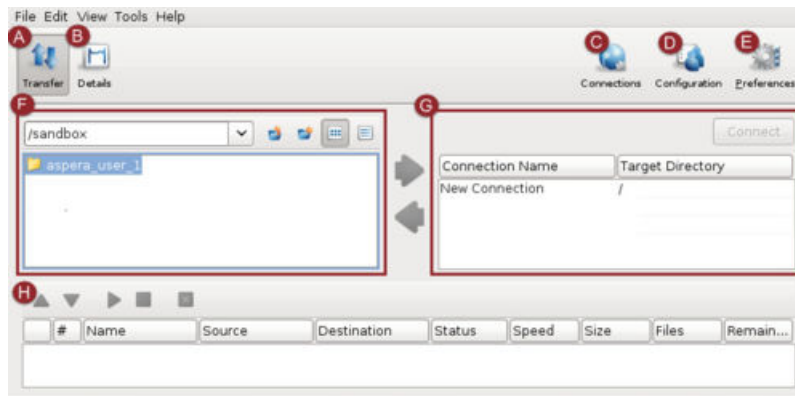 File Edit View Tools Help
A B C D E
Transfer Details Connections Configuration Preferences
F G
/sandbox Connect
aspera_user_1 Connection Name Target Directory
New Connection /
H
# Name Source Destination Status Speed Size Files Remain...